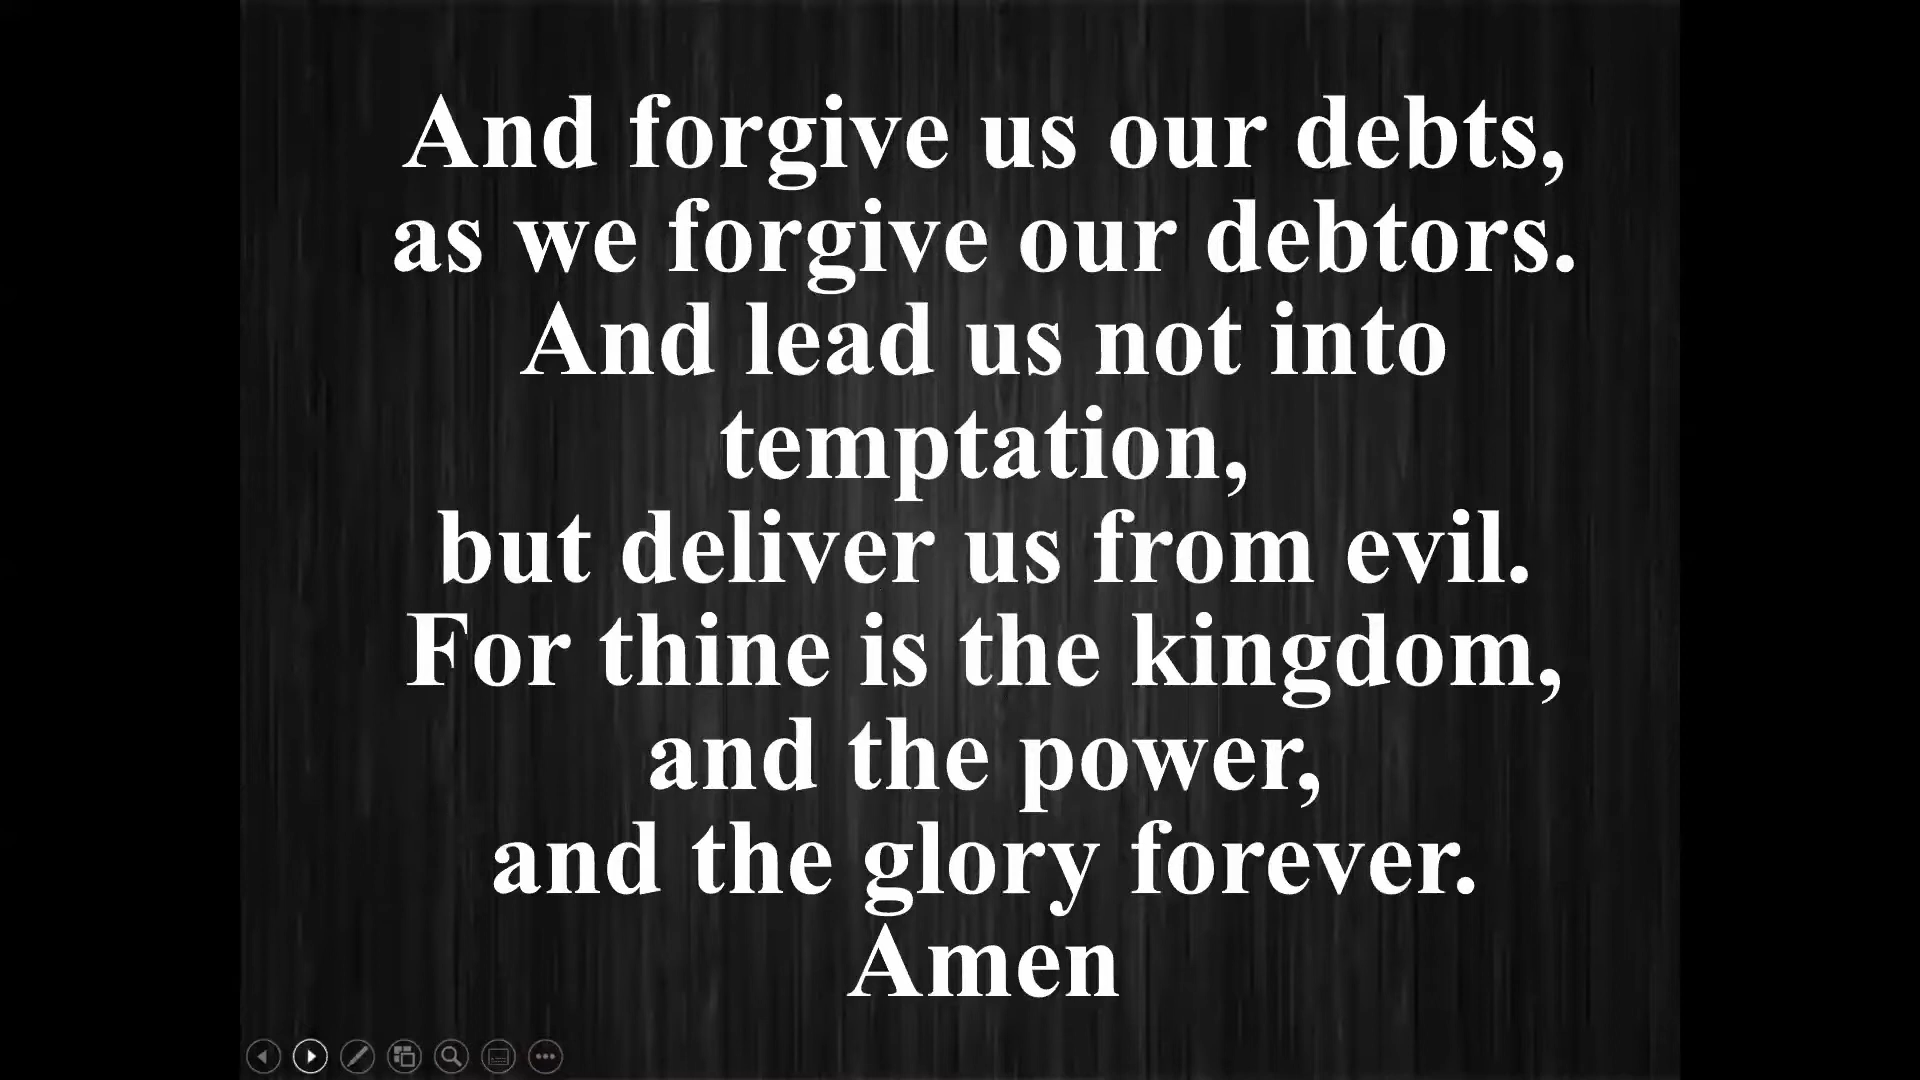 And forgive us our debts,
as we forgive our debtors.
And lead us not into
temptation,
but deliver us from evil.
For thine is the kingdom,
and the power,
and the glory forever.
Amen